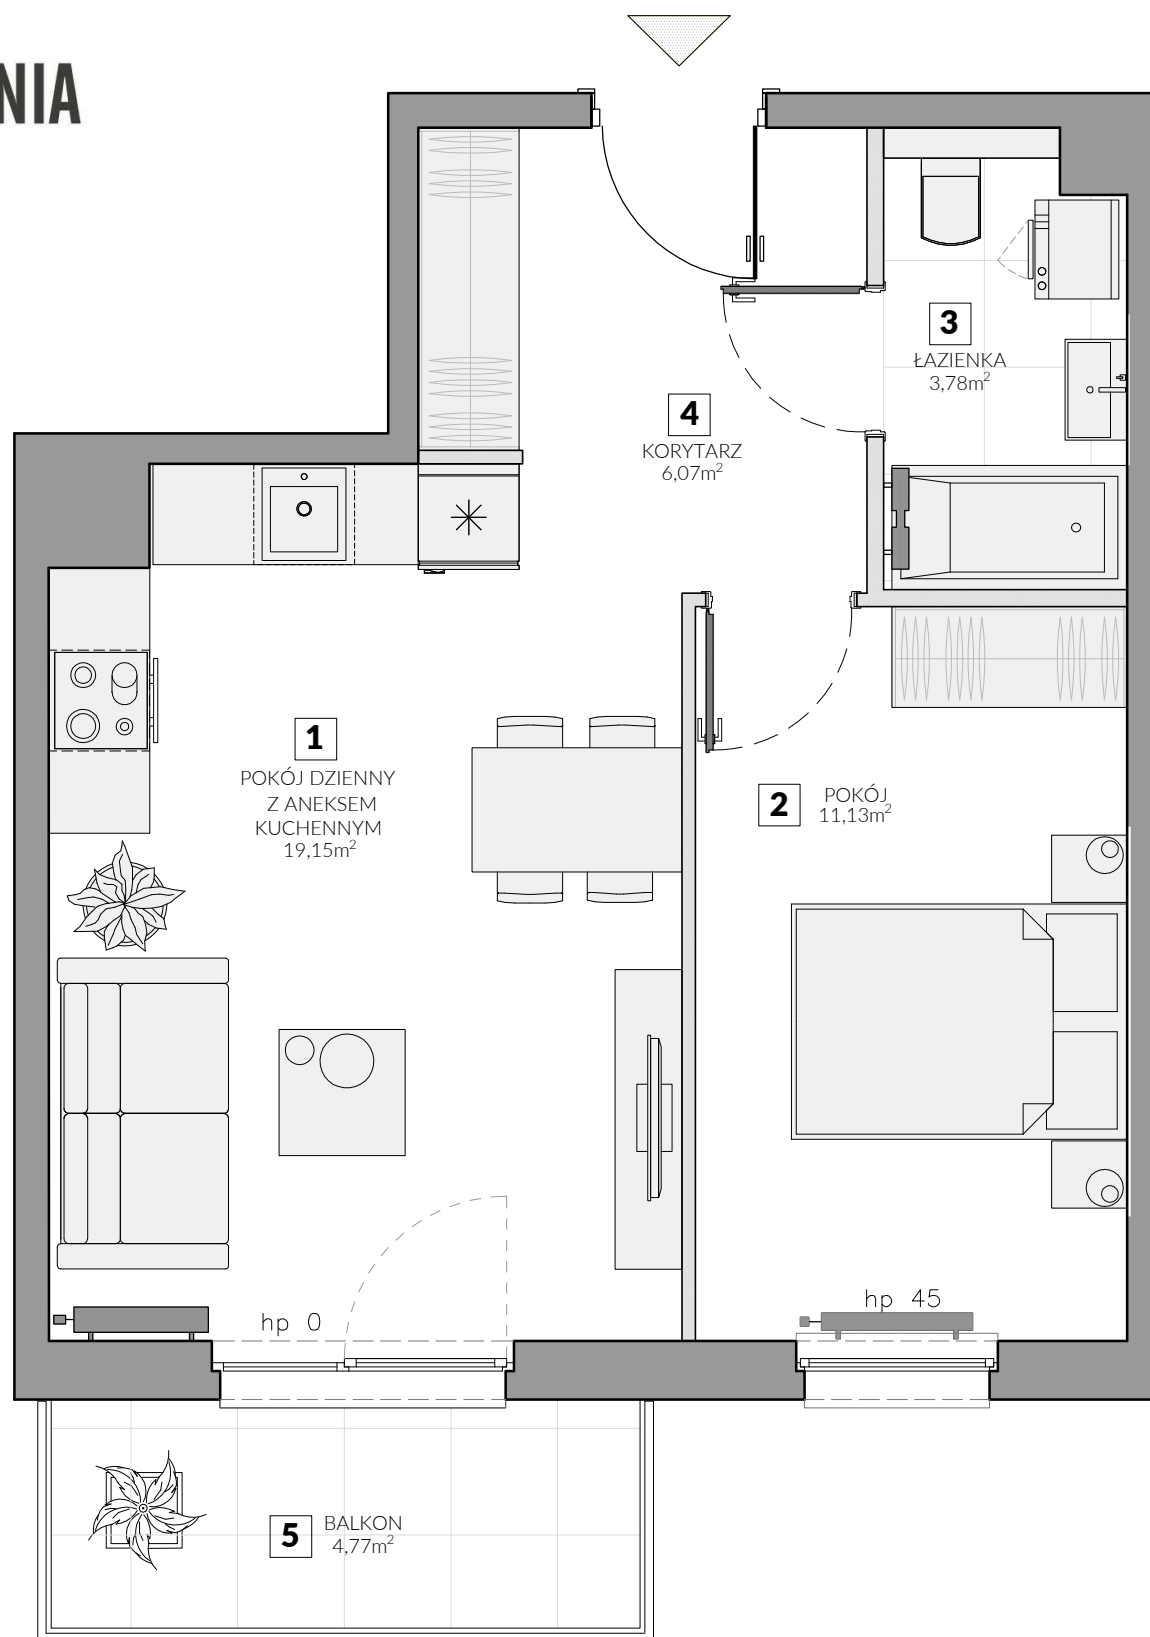 NIA
3
ŁAZIENKA
3,78m²
4
KORYTARZ
6,07m²
1
POKÓJ DZIENNY
Z ANEKSEM
KUCHENNYM
19,15m²
2
POKÓJ
11,13m²
hp 0
hp 45
5
BALKON
4,77m²